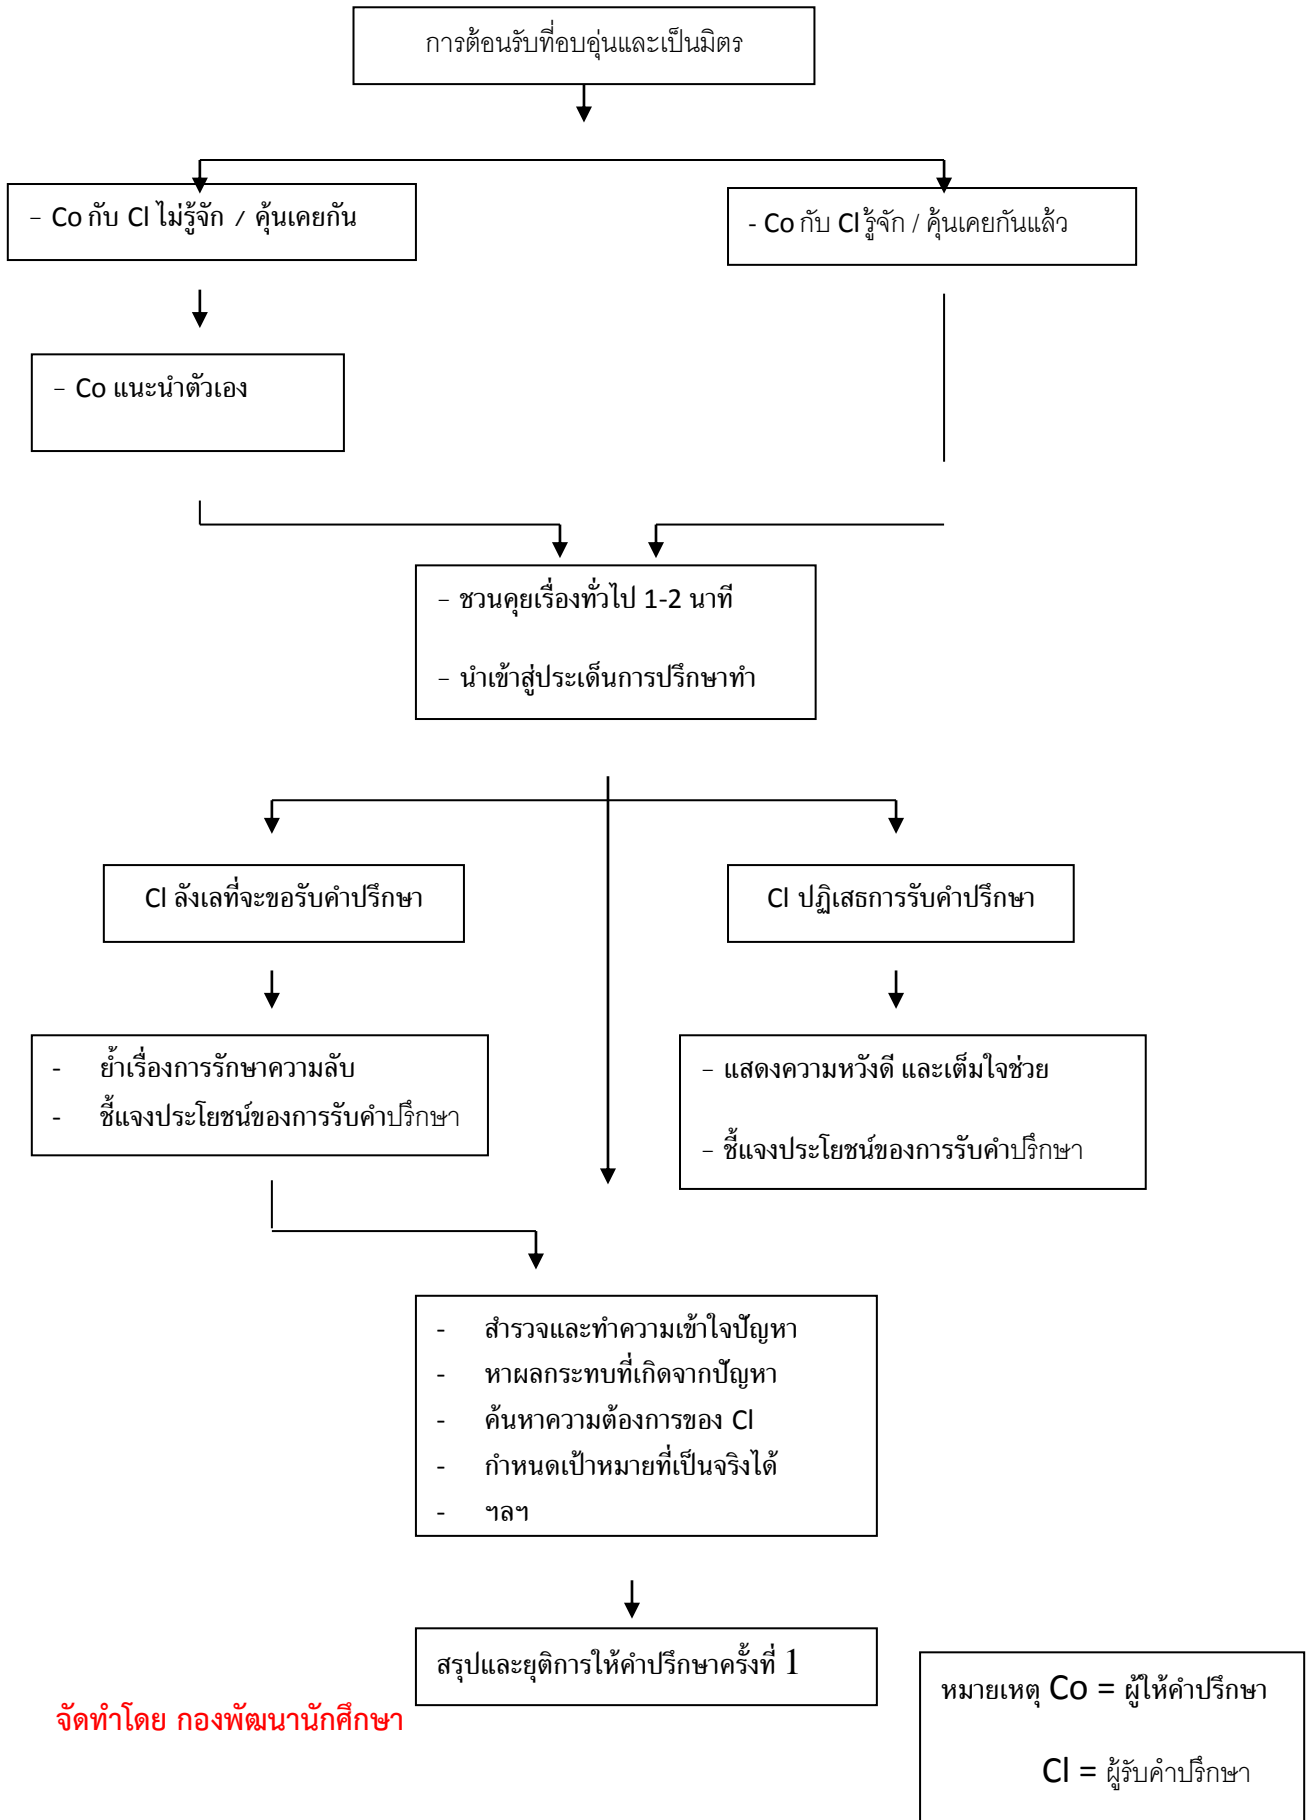 การต้อนรับที่อบอุ่นและเป็นมิตร
- Co กับ Cl ไม่รู้จัก / คุ้นเคยกัน
- Co กับ Cl รู้จัก / คุ้นเคยกันแล้ว
- Co แนะนำตัวเอง
- ชวนคุยเรื่องทั่วไป 1-2 นาที
- นำเข้าสู่ประเด็นการปรึกษาทำ
Cl ลังเลที่จะขอรับคำปรึกษา
Cl ปฏิเสธการรับคำปรึกษา
- ย้ำเรื่องการรักษาความลับ
- ชี้แจงประโยชน์ของการรับคำปรึกษา
- แสดงความหวังดี และเต็มใจช่วย
- ชี้แจงประโยชน์ของการรับคำปรึกษา
- สำรวจและทำความเข้าใจปัญหา
- หาผลกระทบที่เกิดจากปัญหา
- ค้นหาความต้องการของ Cl
- กำหนดเป้าหมายที่เป็นจริงได้
- ฯลฯ
สรุปและยุติการให้คำปรึกษาครั้งที่ 1
จัดทำโดย กองพัฒนานักศึกษา
หมายเหตุ Co = ผู้ให้คำปรึกษา
Cl = ผู้รับคำปรึกษา